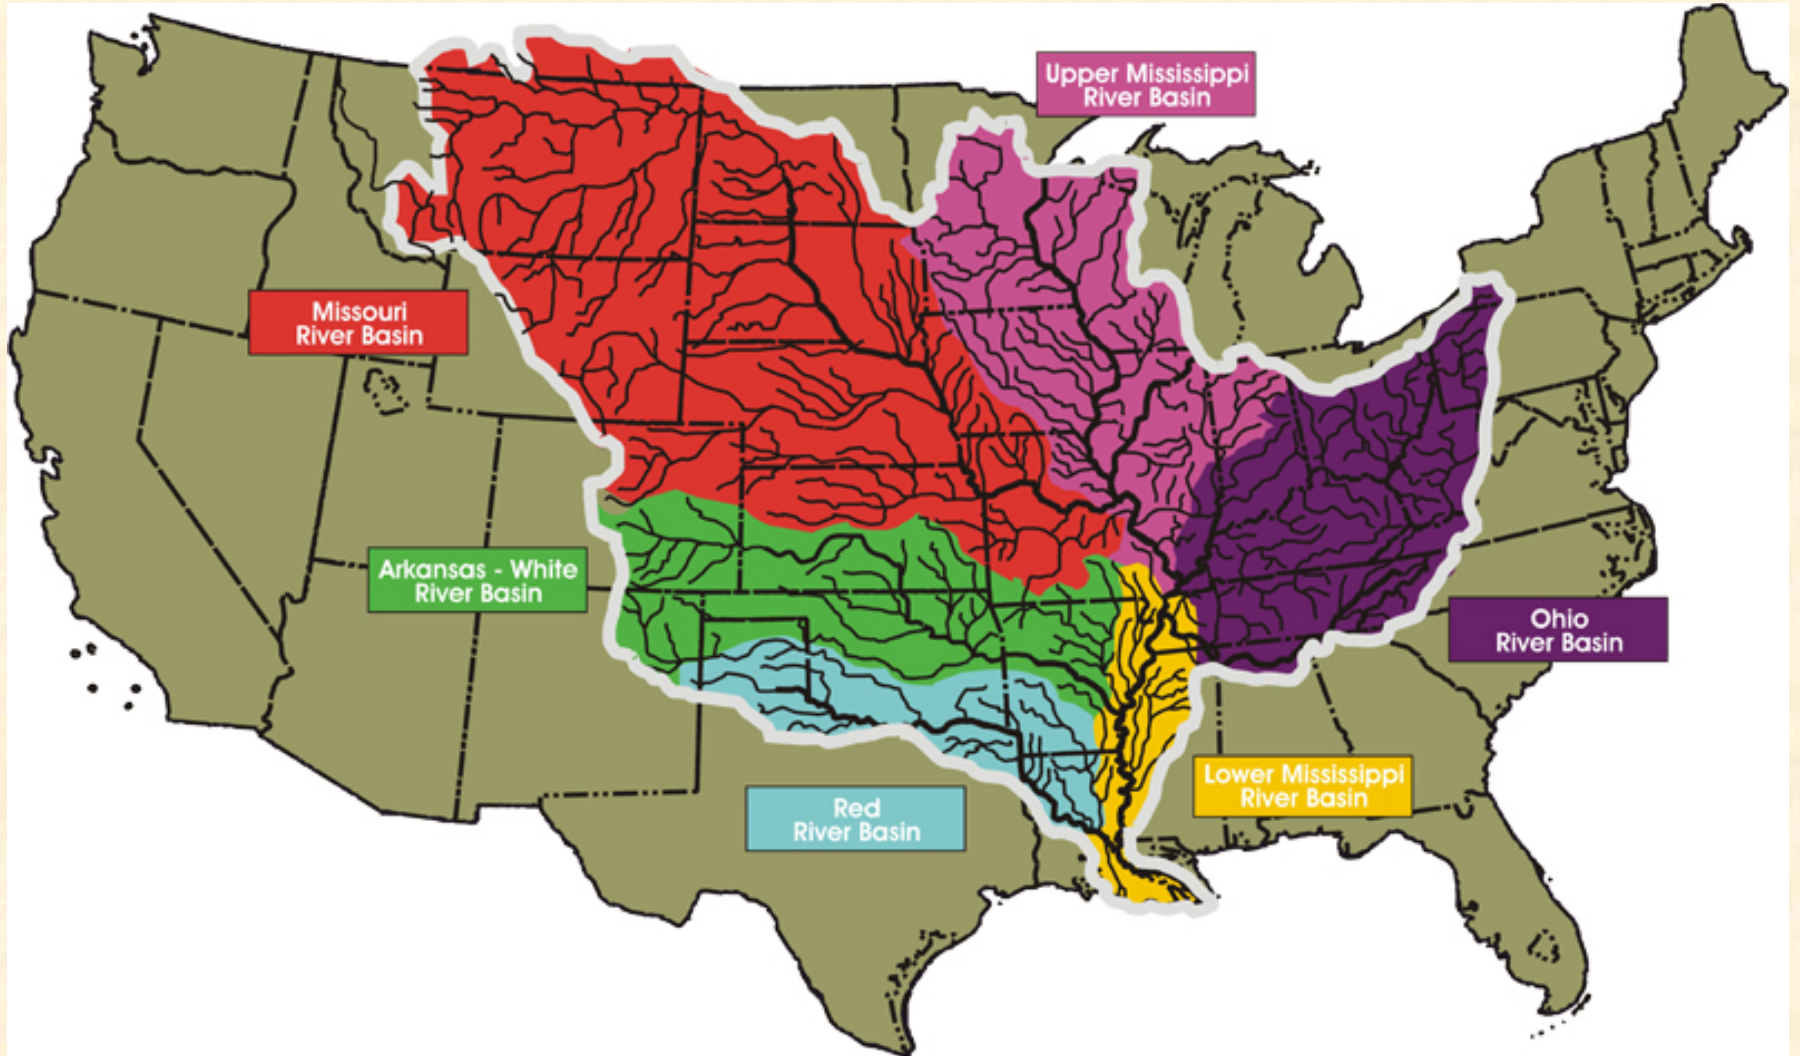 Upper Mississippi
River Basin
Missouri
River Basin
Arkansas - White
River Basin
Ohio
River Basin
Lower Mississippi
River Basin
Red
River Basin